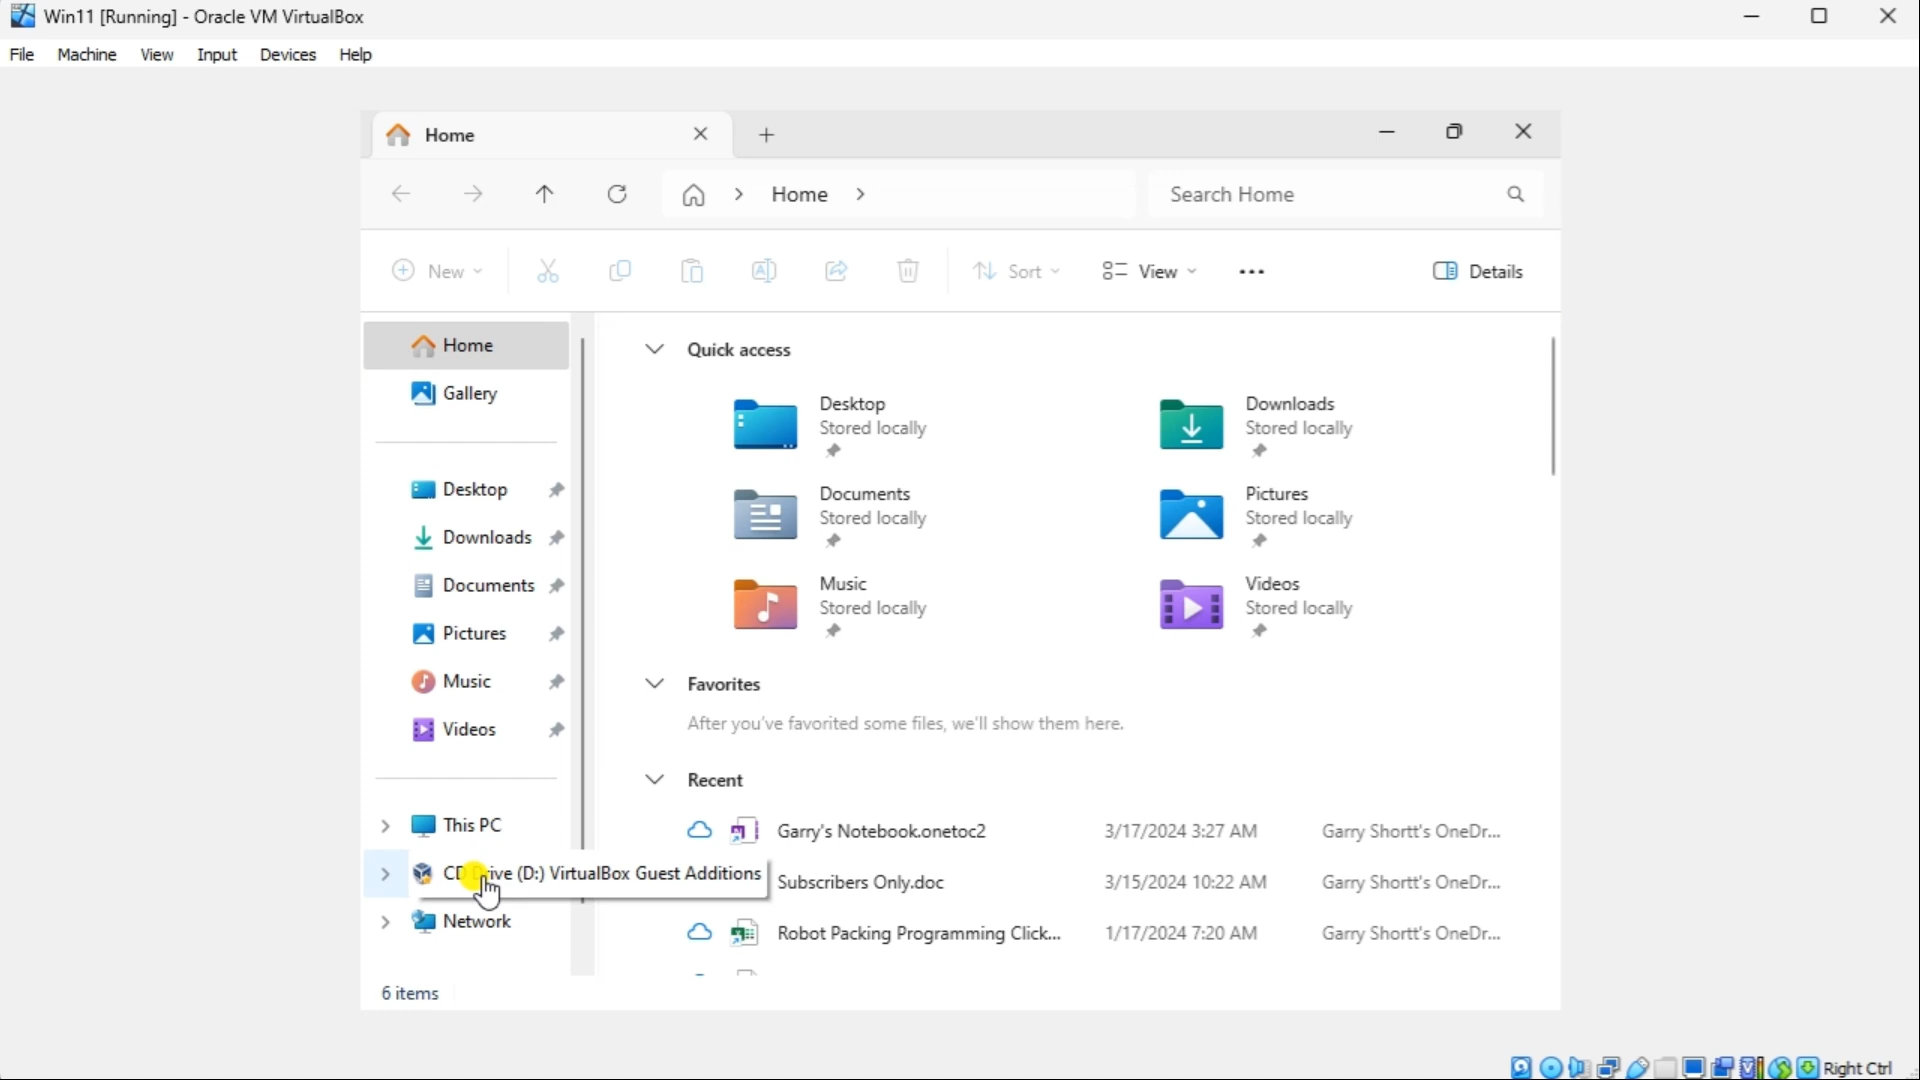 Win11 [Running] - Oracle VM VirtualBox
File Machine View Input Devices Help
Home
Home
Search Home
New
Sort
View
Details
Home
Gallery
Desktop
Downloads
Documents
Pictures
Music
Videos
This PC
CD Drive (D:) VirtualBox Guest Additions
Network
Quick access
Desktop
Stored locally
Downloads
Stored locally
Documents
Stored locally
Pictures
Stored locally
Music
Stored locally
Videos
Stored locally
Favorites
After you've favorited some files, we'll show them here.
Recent
Garry's Notebook.onetoc2 3/17/2024 3:27 AM Garry Shortt's OneDr...
Subscribers Only.doc 3/15/2024 10:22 AM Garry Shortt's OneDr...
Robot Packing Programming Click... 1/17/2024 7:20 AM Garry Shortt's OneDr...
6 items
Right Ctrl